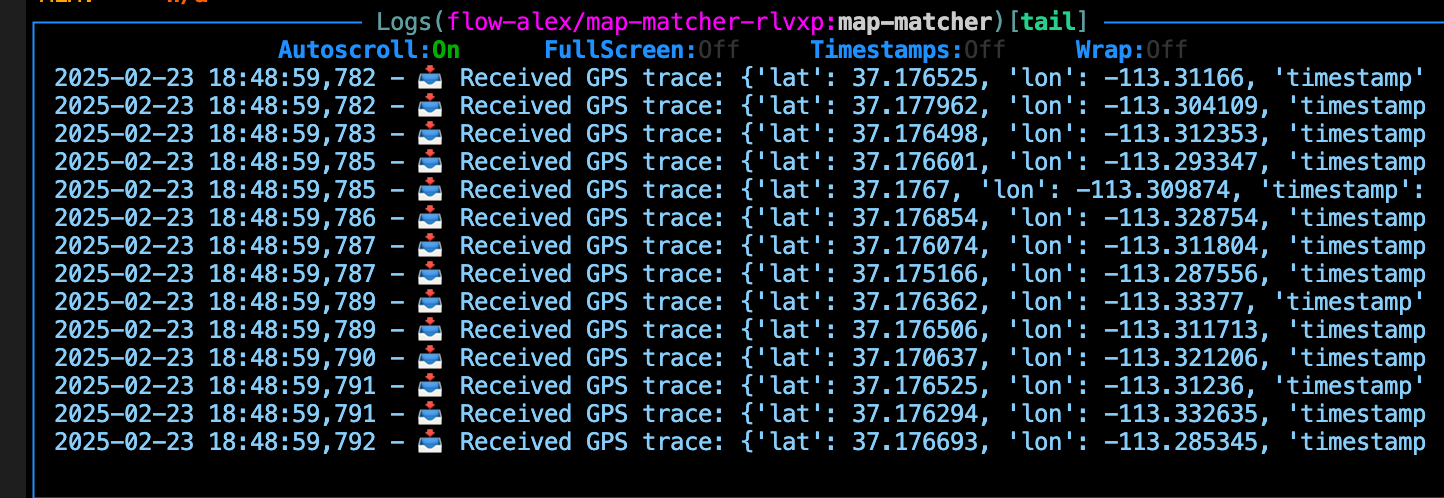 Logs(flow-alex/map-matcher-rlvxp:map-matcher)[tail]
Autoscroll:On FullScreen:Off Timestamps:Off Wrap:Off
2025-02-23 18:48:59,782 - 📥 Received GPS trace: {'lat': 37.176525, 'lon': -113.31166, 'timestamp'
2025-02-23 18:48:59,782 - 📥 Received GPS trace: {'lat': 37.177962, 'lon': -113.304109, 'timestamp
2025-02-23 18:48:59,783 - 📥 Received GPS trace: {'lat': 37.176498, 'lon': -113.312353, 'timestamp
2025-02-23 18:48:59,785 - 📥 Received GPS trace: {'lat': 37.176601, 'lon': -113.293347, 'timestamp
2025-02-23 18:48:59,785 - 📥 Received GPS trace: {'lat': 37.1767, 'lon': -113.309874, 'timestamp':
2025-02-23 18:48:59,786 - 📥 Received GPS trace: {'lat': 37.176854, 'lon': -113.328754, 'timestamp
2025-02-23 18:48:59,787 - 📥 Received GPS trace: {'lat': 37.176074, 'lon': -113.311804, 'timestamp
2025-02-23 18:48:59,787 - 📥 Received GPS trace: {'lat': 37.175166, 'lon': -113.287556, 'timestamp
2025-02-23 18:48:59,789 - 📥 Received GPS trace: {'lat': 37.176362, 'lon': -113.33377, 'timestamp'
2025-02-23 18:48:59,789 - 📥 Received GPS trace: {'lat': 37.176506, 'lon': -113.311713, 'timestamp
2025-02-23 18:48:59,790 - 📥 Received GPS trace: {'lat': 37.170637, 'lon': -113.321206, 'timestamp
2025-02-23 18:48:59,791 - 📥 Received GPS trace: {'lat': 37.176525, 'lon': -113.31236, 'timestamp'
2025-02-23 18:48:59,791 - 📥 Received GPS trace: {'lat': 37.176294, 'lon': -113.332635, 'timestamp
2025-02-23 18:48:59,792 - 📥 Received GPS trace: {'lat': 37.176693, 'lon': -113.285345, 'timestamp